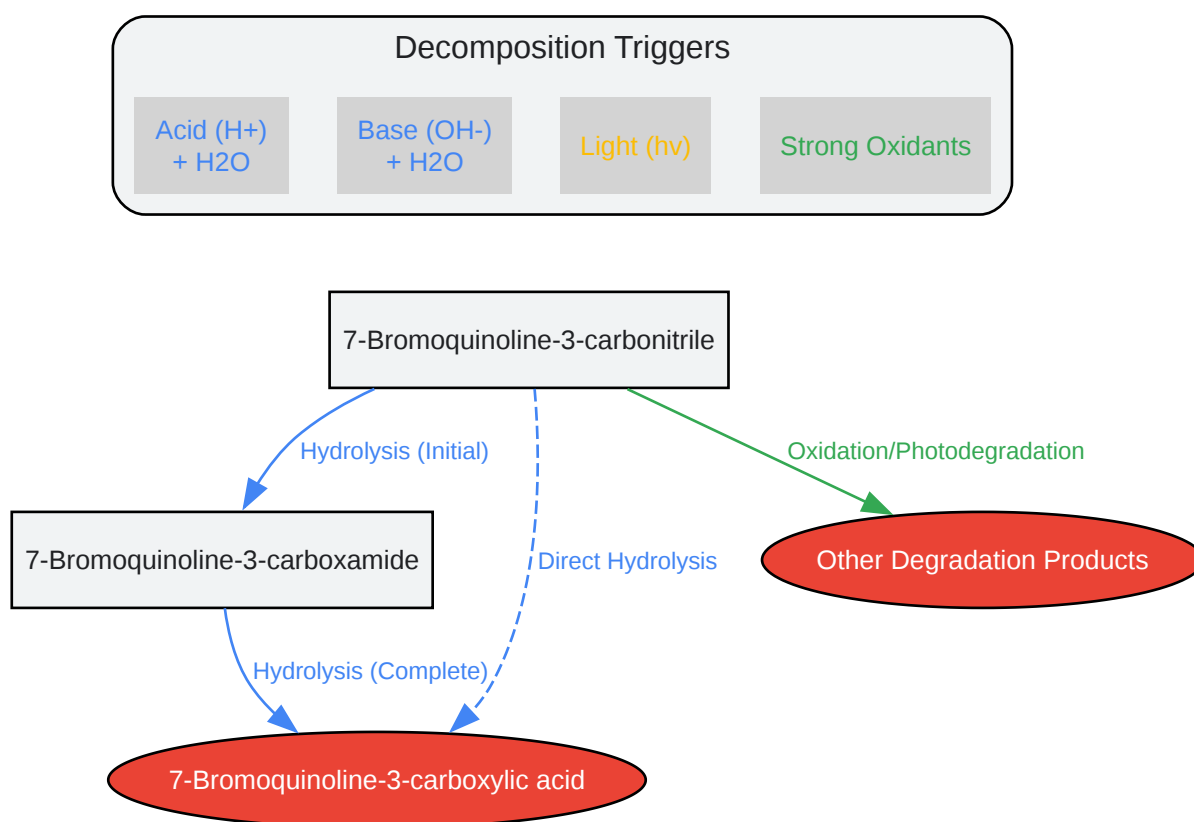 Decomposition Triggers
Acid (H+)
+ H2O
Base (OH-)
+ H2O
Light (hv)
Strong Oxidants
7-Bromoquinoline-3-carbonitrile
Hydrolysis (Initial)
Oxidation/Photodegradation
7-Bromoquinoline-3-carboxamide
Direct Hydrolysis
Other Degradation Products
Hydrolysis (Complete)
7-Bromoquinoline-3-carboxylic acid